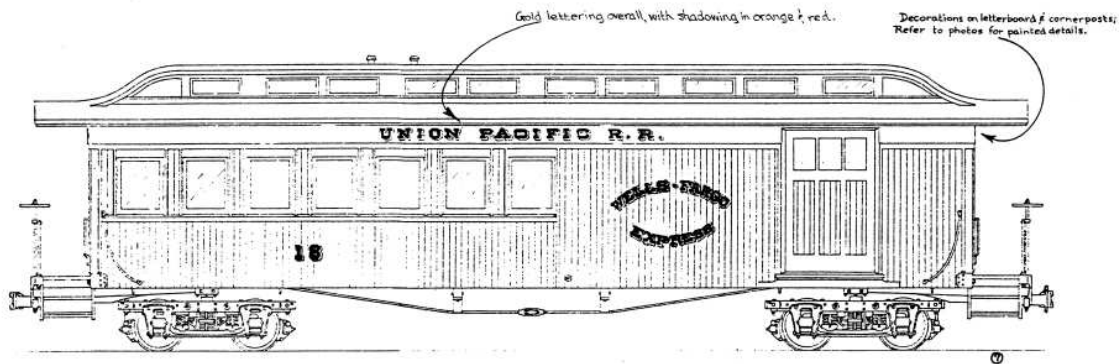 Gold lettering overall, with shadowing in orange & red.
Decorations on letterboard & cornerposts;
Refer to photos for painted details.
UNION PACIFIC R.R.
WELLS-FARGO
EXPRESS
18
7